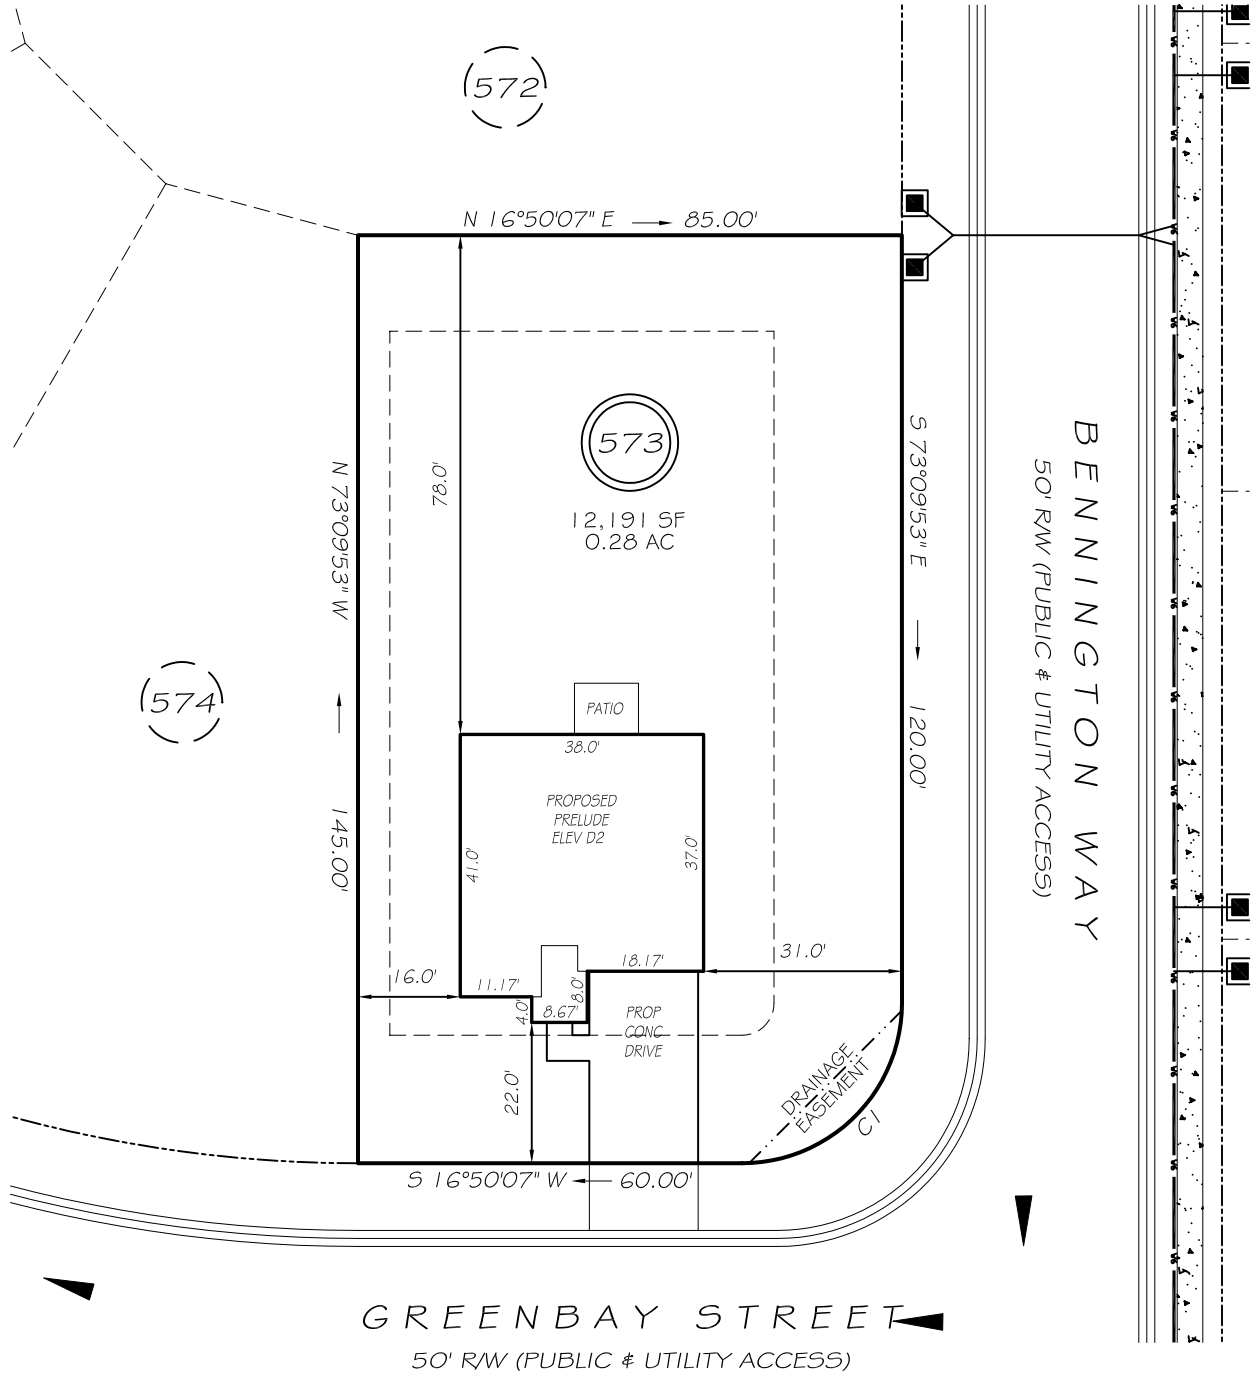 572
N 16°50'07" E 85.00'
573
12,191 SF
0.28 AC
78.0'
N 73°09'53" W
145.00'
S 73°09'53" E
120.00'
BENNINGTON WAY
50' R/W (PUBLIC & UTILITY ACCESS)
574
PATIO
38.0'
PROPOSED
PRELUDE
ELEV D2
41.0'
37.0'
16.0'
11.17'
18.17'
31.0'
4.0'
8.67'
8.0'
PROP
CONC
DRIVE
22.0'
DRAINAGE
EASEMENT
C1
S 16°50'07" W 60.00'
GREENBAY STREET
50' R/W (PUBLIC & UTILITY ACCESS)